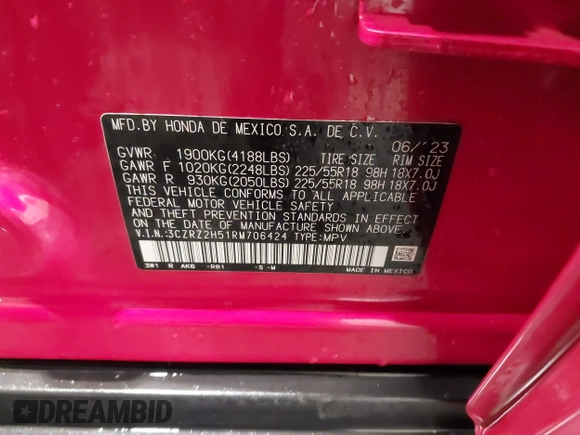 MFD.BY HONDA DE MEXICO S.A. DE C.V.
06/'23
GVWR 1900KG(4188LBS) TIRE SIZE RIM SIZE
GAWR F 1020KG(2248LBS) 225/55R18 98H 18X7.0J
GAWR R 930KG(2050LBS) 225/55R18 98H 18X7.0J
THIS VEHICLE CONFORMS TO ALL APPLICABLE
FEDERAL MOTOR VEHICLE SAFETY
STANDARDS IN EFFECT
ON THE DATE OF MANUFACTURE SHOWN ABOVE.
V.I.N.:3CZRZ2H51RM706424 TYPE:MPV
3W1 R AKB -R81 -S -M
MADE IN MEXICO
DREAMBID